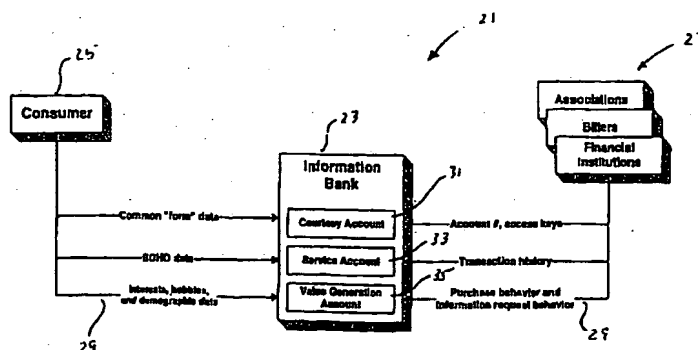 21
25
Consumer
2
Associations
Billers
Financial
Institutions
23
Information
Bank
31
Common "form" data
Courtesy Account
Account #, access keys
33
SOHO data
Service Account
Transaction history
35
Interests, hobbies,
and demographic data
Value Generation
Account
Purchase behavior and
information request behavior
29
29